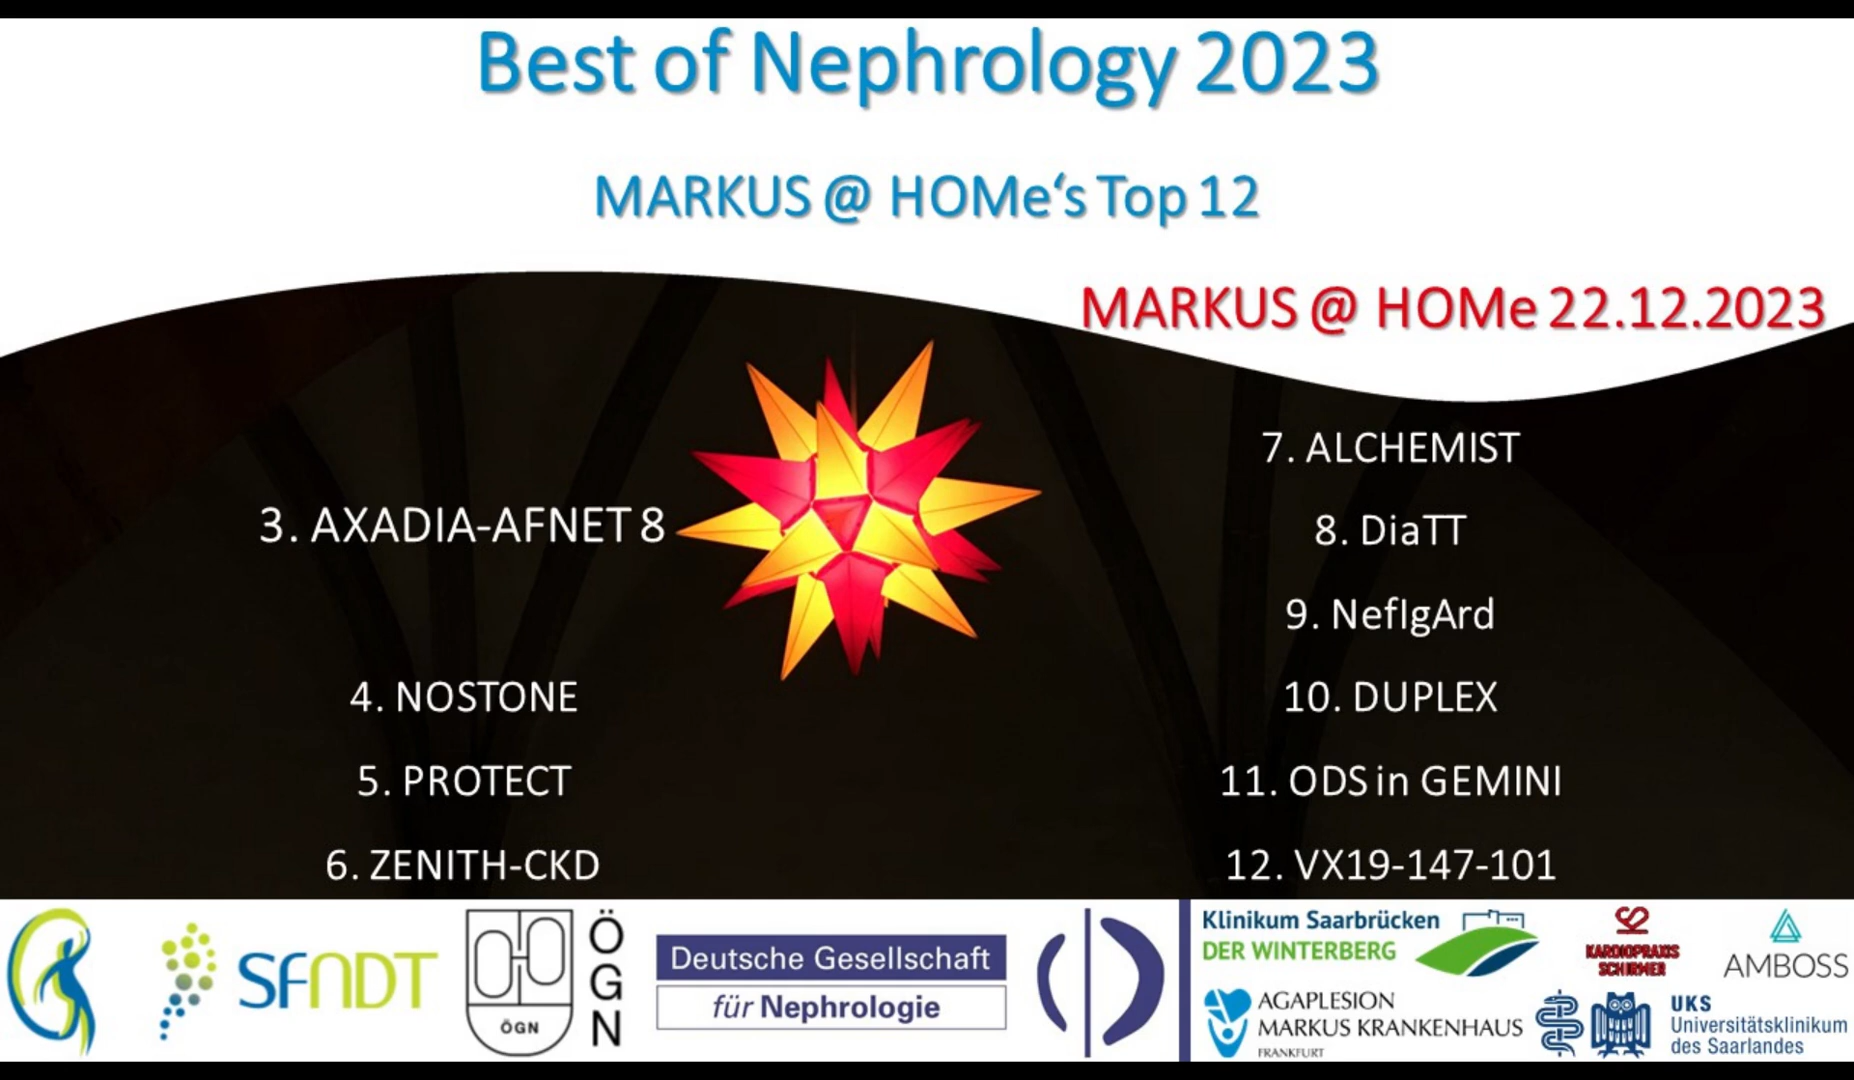 Best of Nephrology 2023
MARKUS @ HOMe‘s Top 12
MARKUS @ HOMe 22.12.2023
3. AXADIA-AFNET 8
4. NOSTONE
5. PROTECT
6. ZENITH-CKD
7. ALCHEMIST
8. DiaTT
9. NefIgArd
10. DUPLEX
11. ODS in GEMINI
12. VX19-147-101
SFNDT
ÖGN
ÖGN
Deutsche Gesellschaft
für Nephrologie
Klinikum Saarbrücken
DER WINTERBERG
KARDIOPRAXIS
SCHIRMER
AMBOSS
AGAPLESION
MARKUS KRANKENHAUS
FRANKFURT
UKS
Universitätsklinikum
des Saarlandes